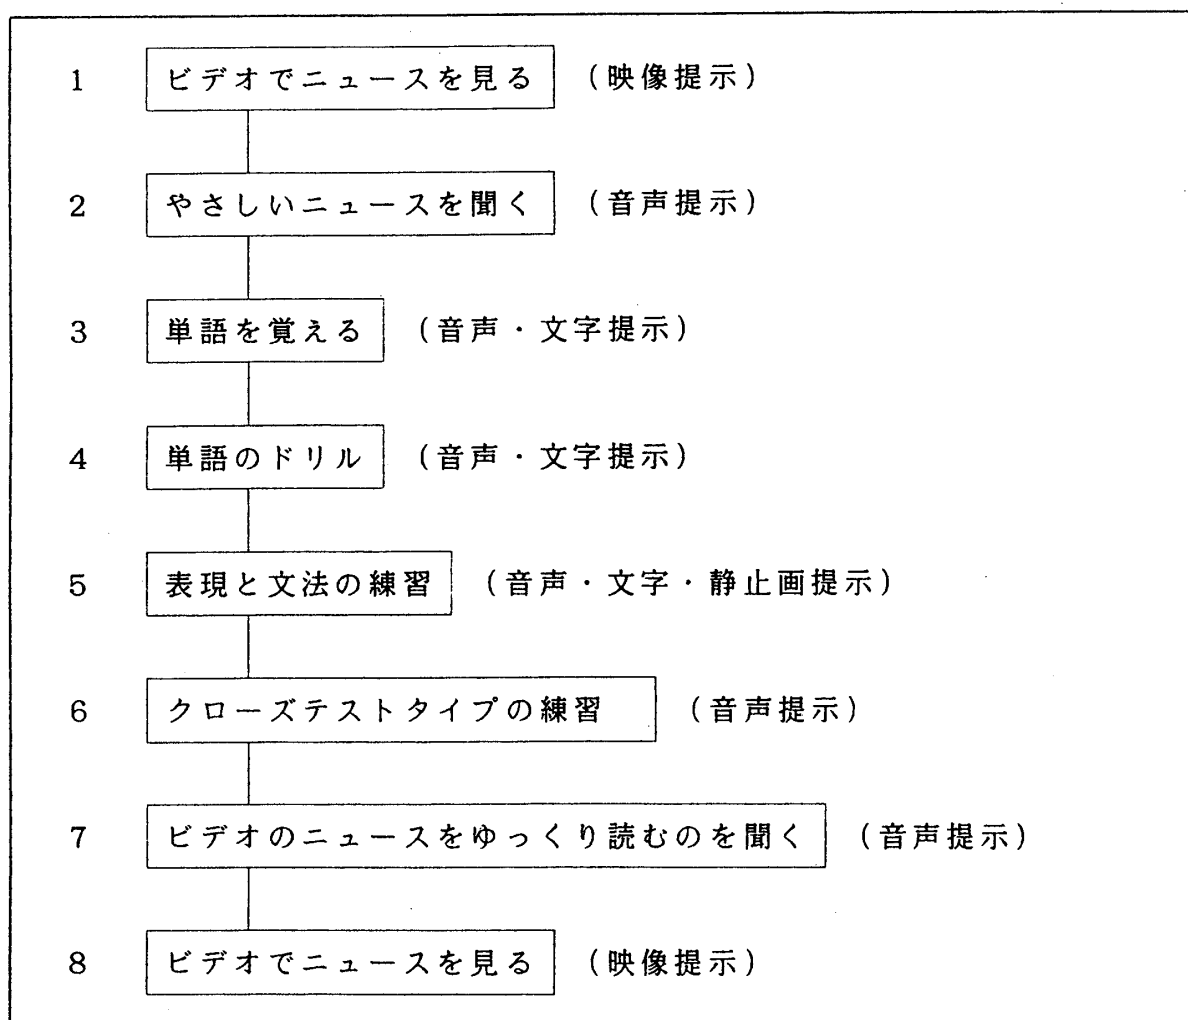 1 ビデオでニュースを見る (映像提示)
2 やさしいニュースを聞く (音声提示)
3 単語を覚える (音声・文字提示)
4 単語のドリル (音声・文字提示)
5 表現と文法の練習 (音声・文字・静止画提示)
6 クローズテストタイプの練習 (音声提示)
7 ビデオのニュースをゆっくり読むのを聞く (音声提示)
8 ビデオでニュースを見る (映像提示)